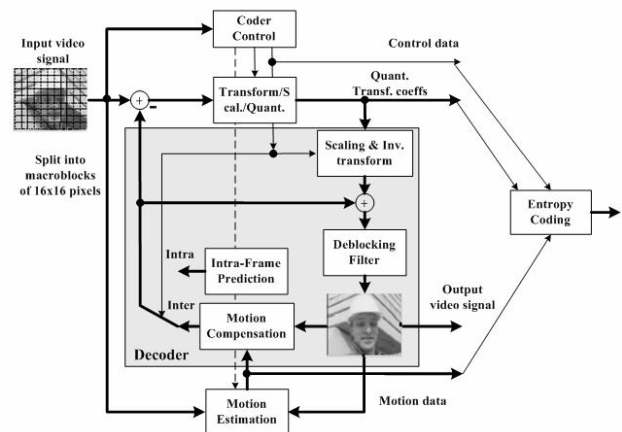 Input video
signal
Coder
Control
Control data
Transform/S
cal./Quant.
Quant.
Transf. coeffs
+
-
Split into
macroblocks
of 16x16 pixels
Scaling & Inv.
transform
+
Entropy
Coding
Deblocking
Filter
Intra
Intra-Frame
Prediction
Inter
Motion
Compensation
Output
video signal
Decoder
Motion
Estimation
Motion data